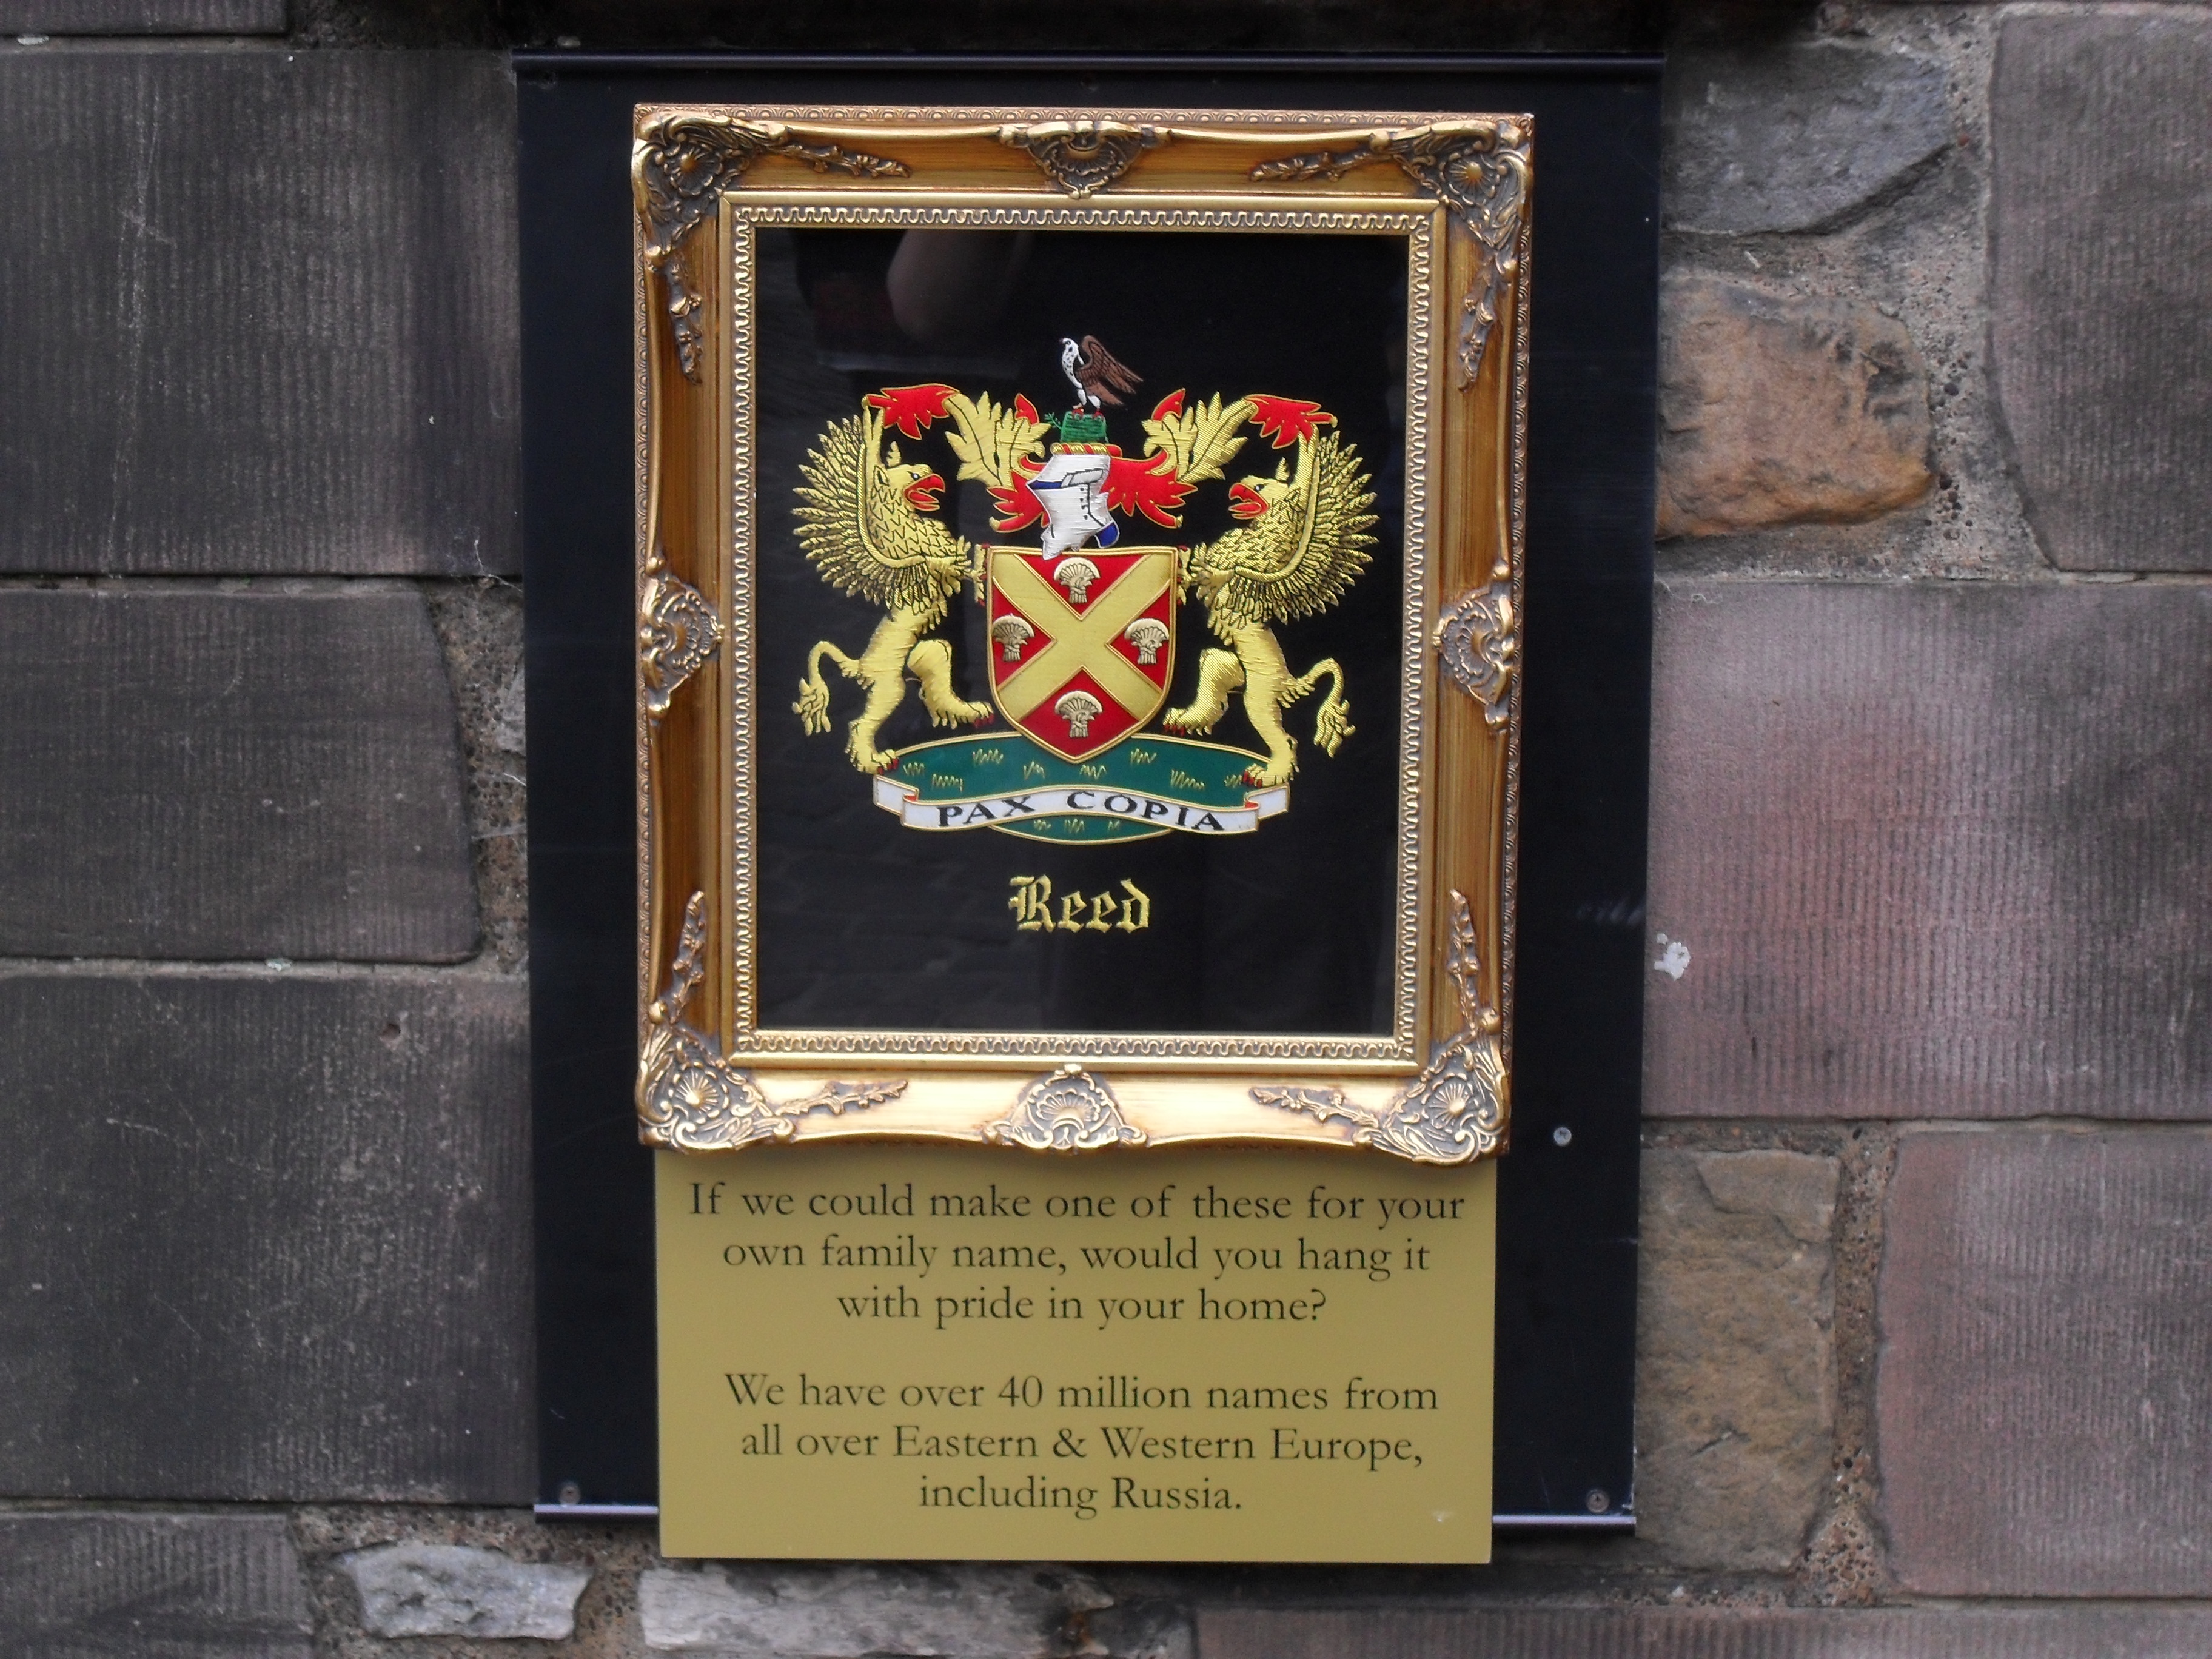 PAX COPIA
Reed
If we could make one of these for your
own family name, would you hang it
with pride in your home?
We have over 40 million names from
all over Eastern & Western Europe,
including Russia.